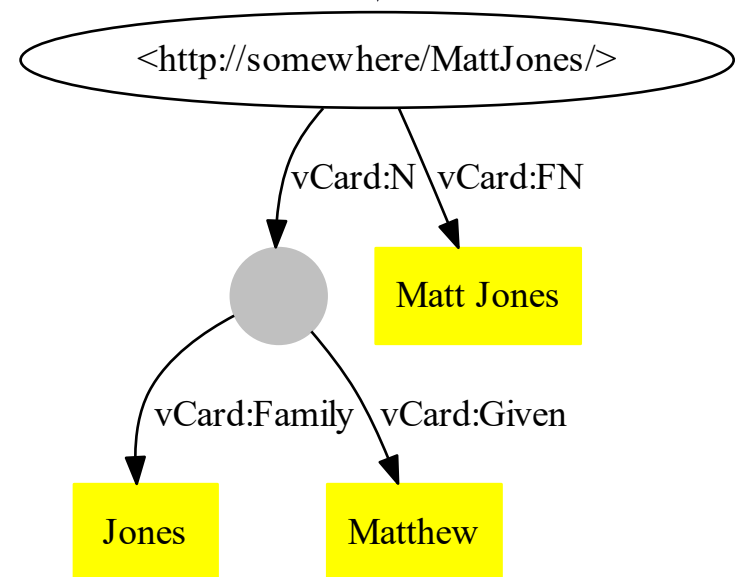 <http://somewhere/MattJones/>
vCard:N vCard:FN
Matt Jones
vCard:Family vCard:Given
Jones Matthew